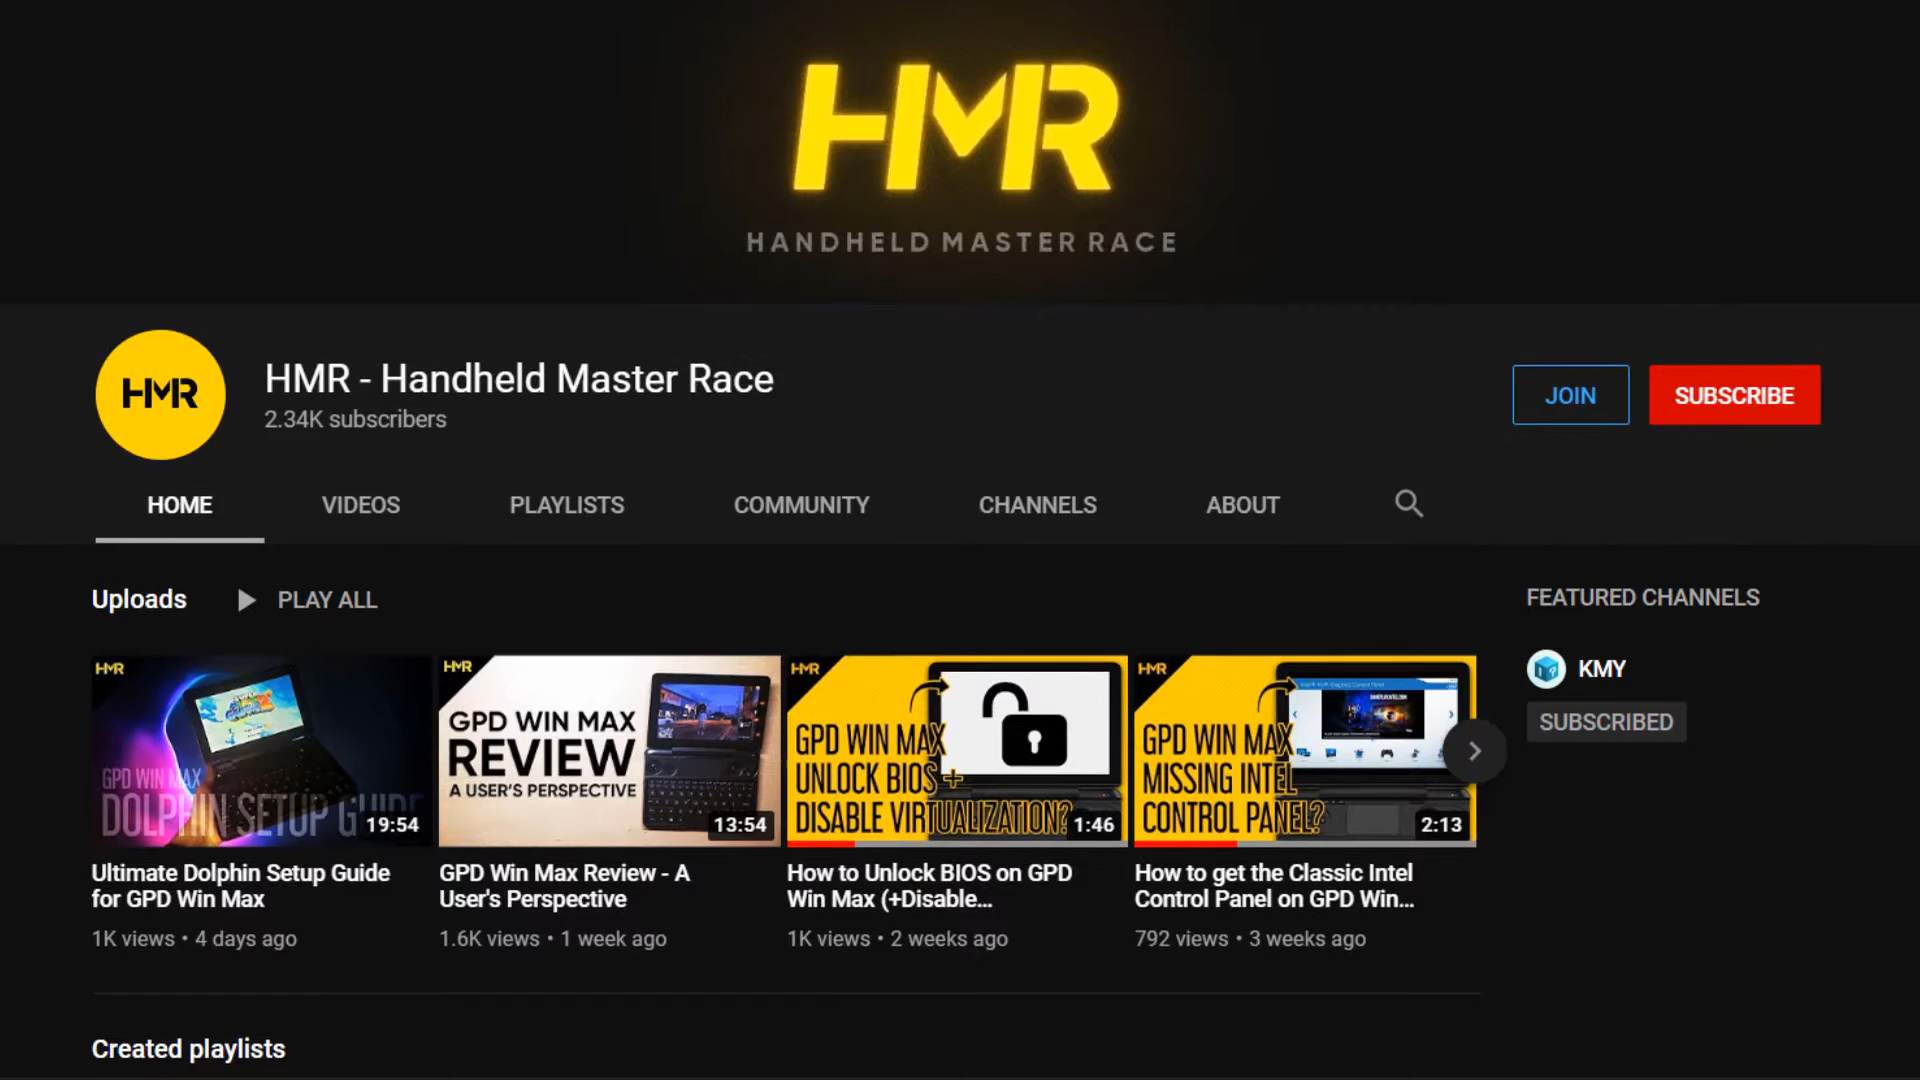 HMR
HANDHELD MASTER RACE
HMR
HMR - Handheld Master Race
2.34K subscribers
JOIN
SUBSCRIBE
HOME
VIDEOS
PLAYLISTS
COMMUNITY
CHANNELS
ABOUT
Uploads
PLAY ALL
FEATURED CHANNELS
KMY
SUBSCRIBED
HMR
GPD WIN MAX
DOLPHIN SETUP GUIDE
19:54
Ultimate Dolphin Setup Guide
for GPD Win Max
1K views • 4 days ago
HMR
GPD WIN MAX
REVIEW
A USER'S PERSPECTIVE
13:54
GPD Win Max Review - A
User's Perspective
1.6K views • 1 week ago
HMR
GPD WIN MAX
UNLOCK BIOS +
DISABLE VIRTUALIZATION?
1:46
How to Unlock BIOS on GPD
Win Max (+Disable...
1K views • 2 weeks ago
HMR
GPD WIN MAX
MISSING INTEL
CONTROL PANEL?
2:13
How to get the Classic Intel
Control Panel on GPD Win...
792 views • 3 weeks ago
Created playlists